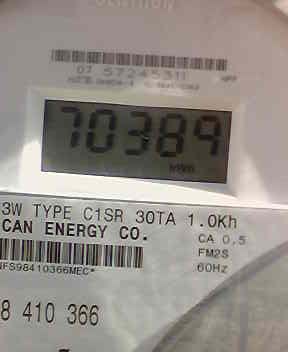 07 57245311
70389
kWh
3W TYPE C1SR 30TA 1.0Kh
CAN ENERGY CO.
CA 0.5
FM2S
60Hz
NFS98410366MEC*
8 410 366